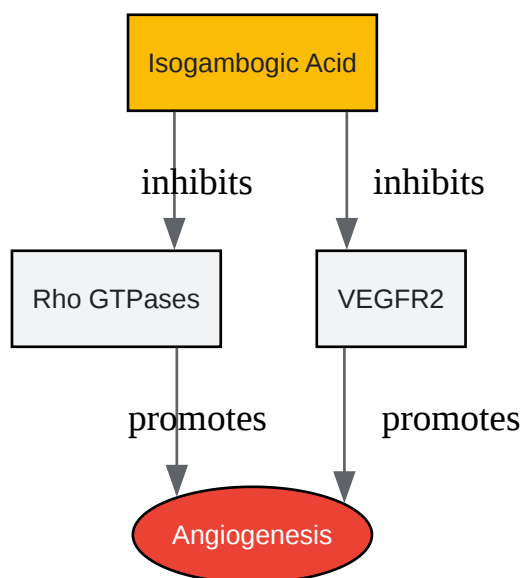 Isogambogic Acid
inhibits
inhibits
Rho GTPases
VEGFR2
promotes
promotes
Angiogenesis